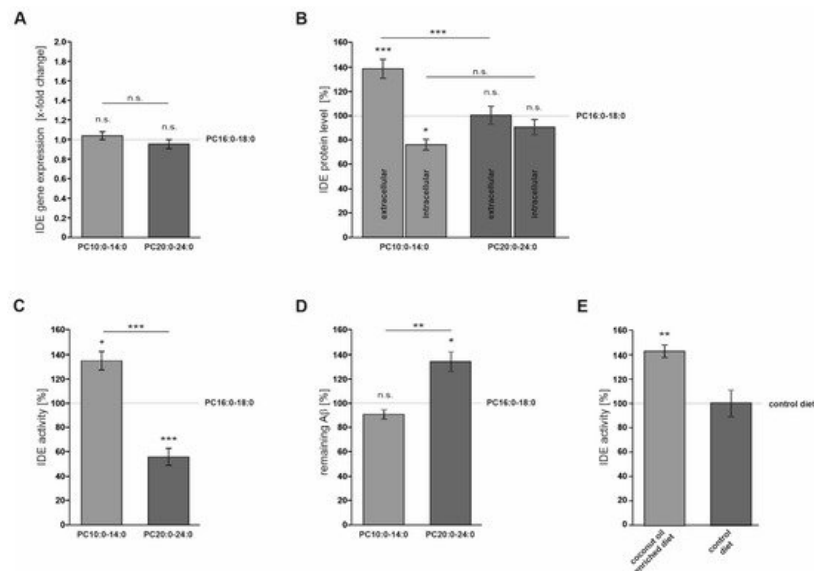 A
IDE gene expression [x-fold change]
2.0
1.8
1.6
1.4
1.2
1.0
0.8
0.6
0.4
0.2
0
n.s.
n.s.
n.s.
PC16:0-18:0
PC10:0-14:0
PC20:0-24:0
B
IDE protein level [%]
160
140
120
100
80
60
40
20
0
***
***
*
n.s.
n.s.
n.s.
PC16:0-18:0
extracellular
intracellular
extracellular
intracellular
PC10:0-14:0
PC20:0-24:0
C
IDE activity [%]
160
140
120
100
80
60
40
20
0
***
*
***
PC16:0-18:0
PC10:0-14:0
PC20:0-24:0
D
remaining Aβ [%]
160
140
120
100
80
60
40
20
0
**
n.s.
*
PC16:0-18:0
PC10:0-14:0
PC20:0-24:0
E
IDE activity [%]
160
140
120
100
80
60
40
20
0
**
control diet
coconut oil
enriched diet
control
diet